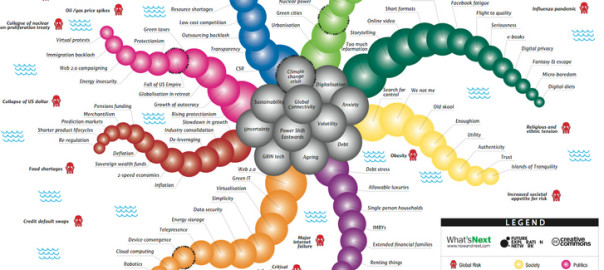 Oil /gas price spikes
Collapse of nuclear
non-proliferation treaty
Resource shortages
Low-cost competition
Outsourcing backlash
Transparency
CSR
Nuclear power
Green cities
Urbanisation
Storytelling
Too much
information
Short formats
Online video
Facebook fatigue
Flight to quality
Seriousness
e-books
Digital privacy
Fantasy & escape
Micro-boredom
Digital diets
Influenza pandemic
Green taxes
Protectionism
Virtual protests
Immigration backlash
Web 2.0 campaigning
Energy insecurity
Fall of US Empire
Globalisation in retreat
Growth of autocracy
Rising protectionism
Climate
change
crisis
Digitalisation
Sustainability
Global
Connectivity
Anxiety
Uncertainty
Power Shift
Eastwards
Volatility
Debt
GRIN tech
Ageing
Search for
control
We not me
Old skool
Enoughism
Utility
Authenticity
Trust
Islands of Tranquility
Collapse of US dollar
Pensions funding
Merchantilism
Prediction markets
Shorter product lifecycles
Re-regulation
Slowdown in growth
Industry consolidation
De-leveraging
Deflation
Sovereign wealth funds
2-speed economies
Inflation
Food shortages
Religious and
ethnic tension
Obesity
Increased societal
appetite for risk
Credit default swaps
Web 2.0
Green IT
Virtualisation
Simplicity
Data security
Energy storage
Telepresence
Device convergence
Cloud computing
Robotics
Debt stress
Allowable luxuries
Single person households
Extended financial families
Renting things
Major
Internet
failure
Critical
LEGEND
What'sNext
www.nowandnext.com
FUTURE
EXPLORATION
NETWORK
creative
commons
Global Risk
Society
Politics